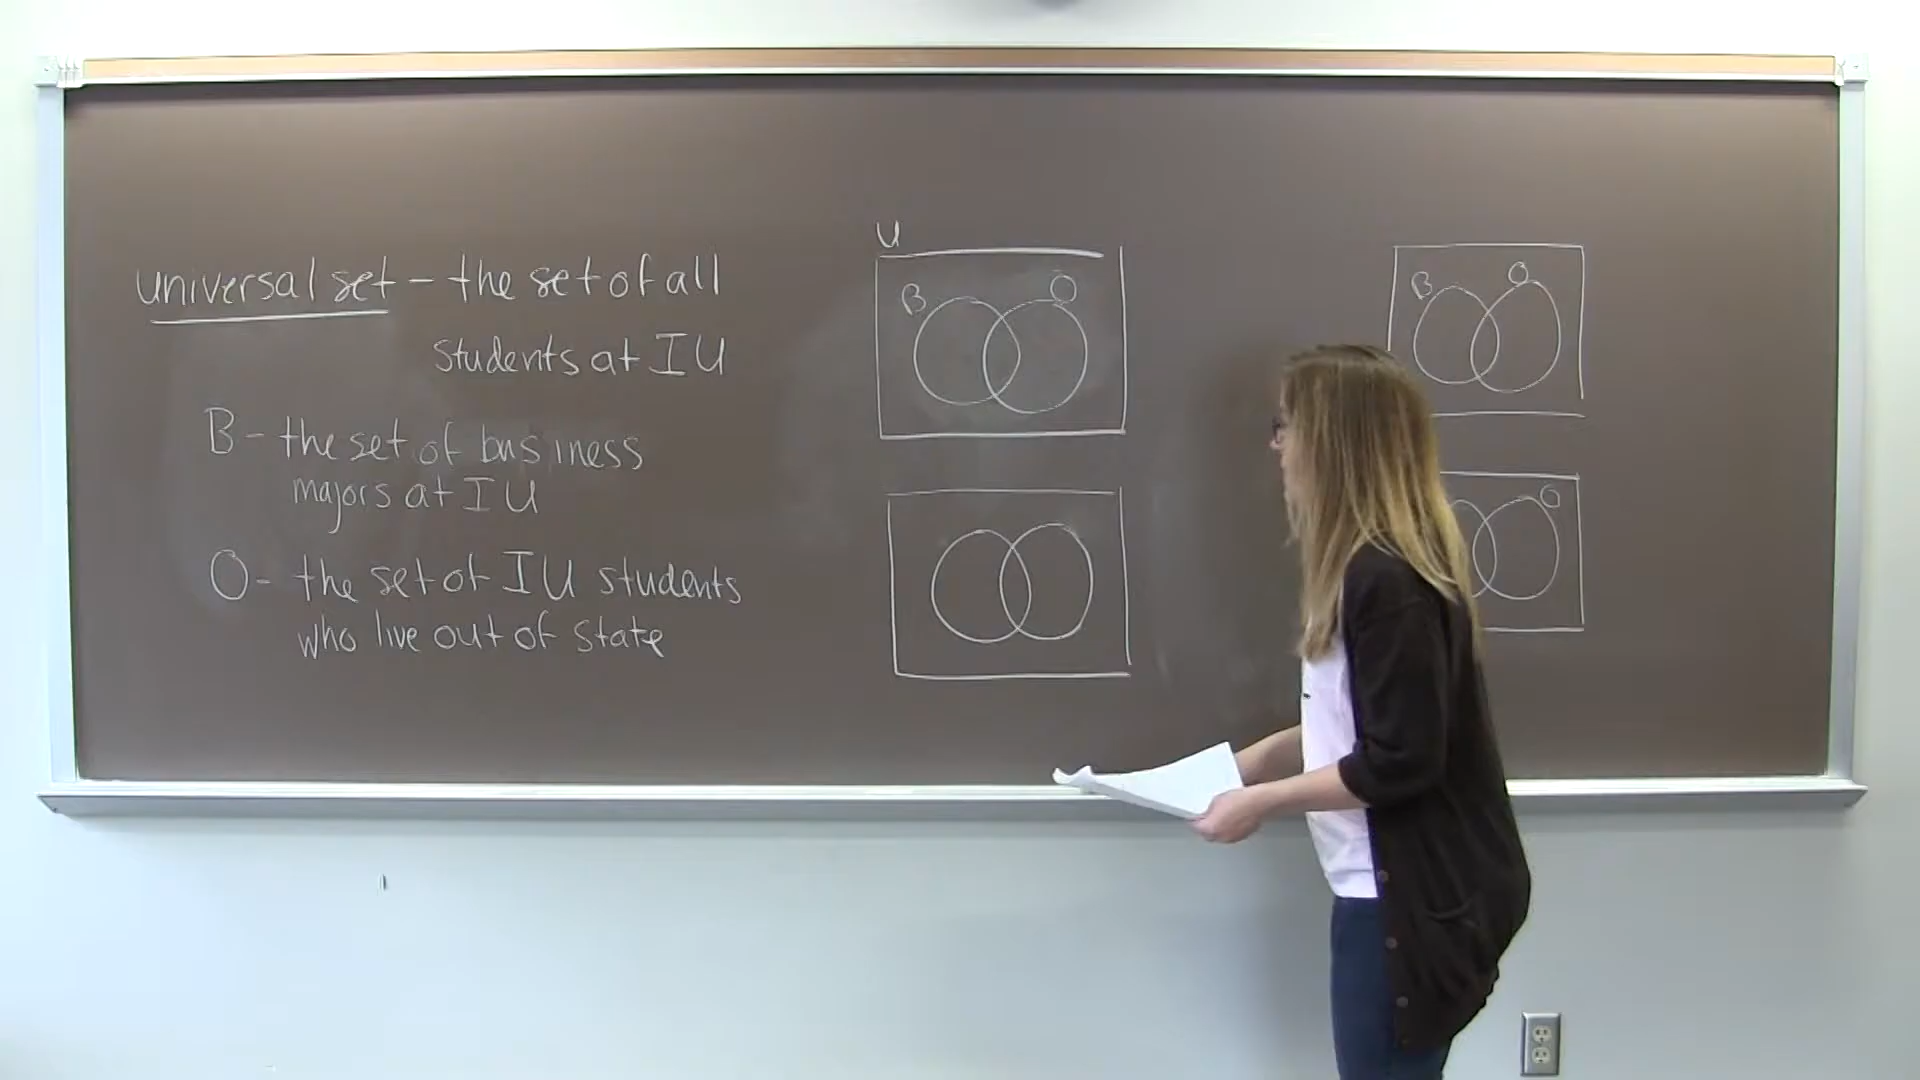 universal set - the set of all
students at IU
B - the set of business
majors at IU
O - the set of IU students
who live out of state
U
B O
B O
O